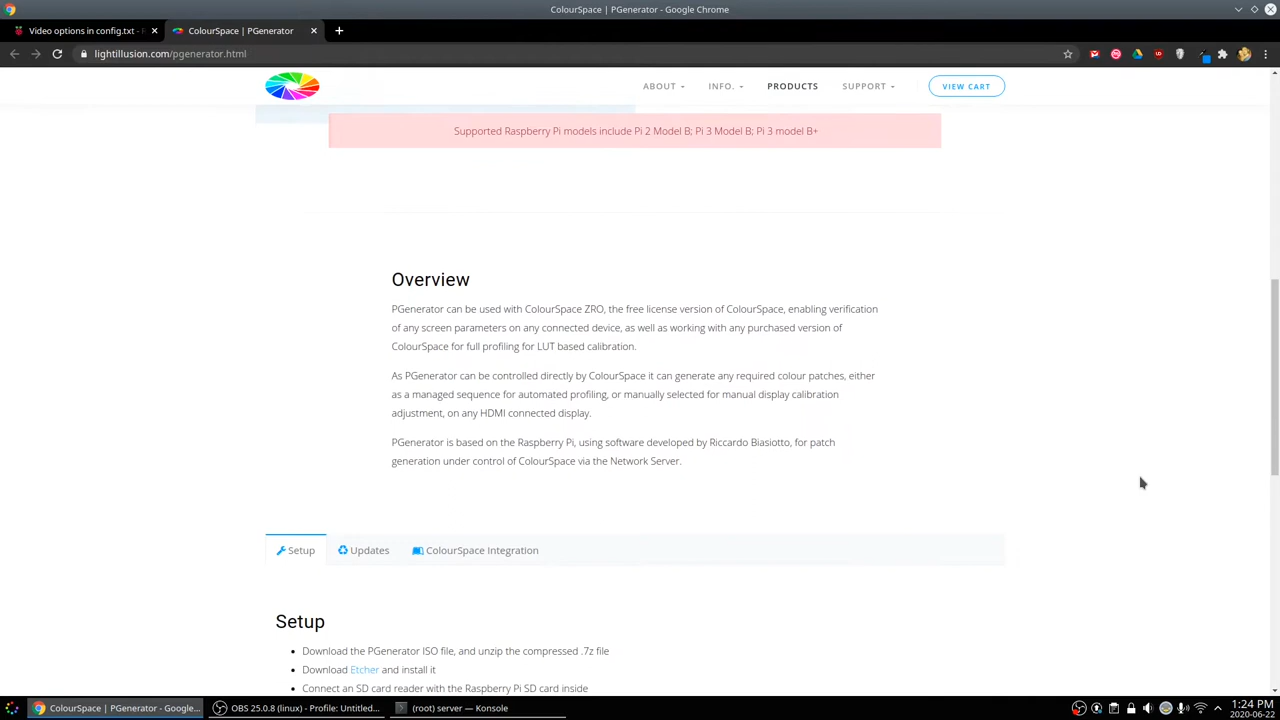 ColourSpace | PGenerator - Google Chrome
Video options in config.txt -
ColourSpace | PGenerator
lightillusion.com/pgenerator.html
ABOUT
INFO.
PRODUCTS
SUPPORT
VIEW CART
Supported Raspberry Pi models include Pi 2 Model B; Pi 3 Model B; Pi 3 model B+
Overview
PGenerator can be used with ColourSpace ZRO, the free license version of ColourSpace, enabling verification
of any screen parameters on any connected device, as well as working with any purchased version of
ColourSpace for full profiling for LUT based calibration.
As PGenerator can be controlled directly by ColourSpace it can generate any required colour patches, either
as a managed sequence for automated profiling, or manually selected for manual display calibration
adjustment, on any HDMI connected display.
PGenerator is based on the Raspberry Pi, using software developed by Riccardo Biasiotto, for patch
generation under control of ColourSpace via the Network Server.
Setup
Updates
ColourSpace Integration
Setup
• Download the PGenerator ISO file, and unzip the compressed .7z file
• Download Etcher and install it
• Connect an SD card reader with the Raspberry Pi SD card inside
ColourSpace | PGenerator - Google...
OBS 25.0.8 (linux) - Profile: Untitled...
(root) server — Konsole
1:24 PM
2020-06-22